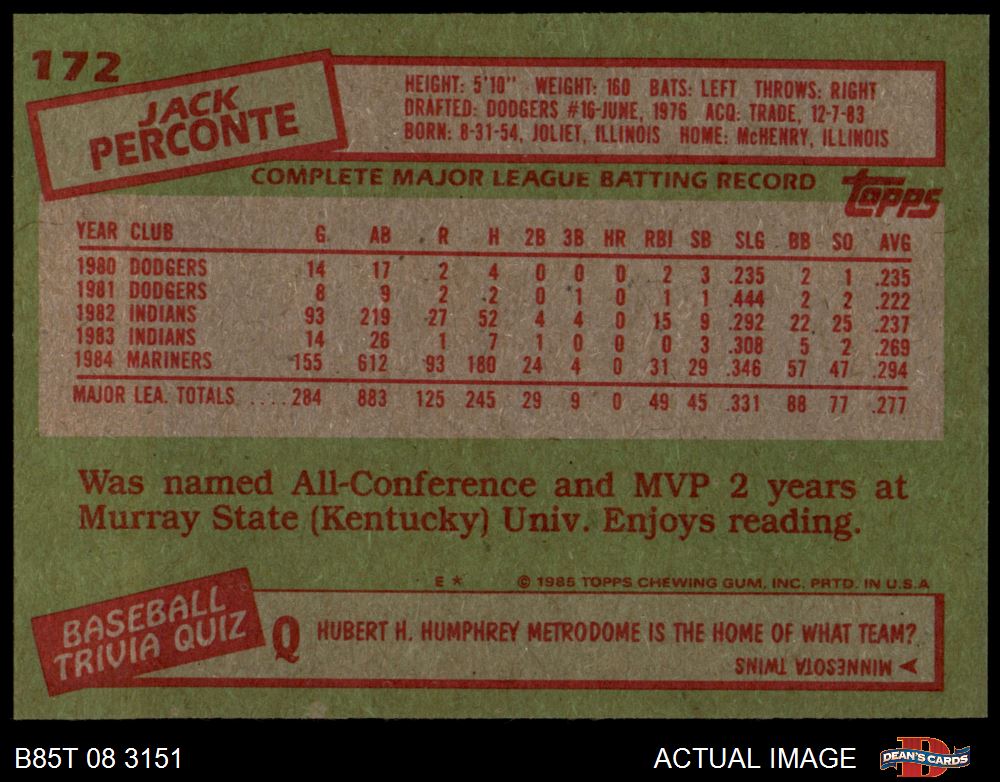 172
JACK
PERCONTE
HEIGHT: 5'10" WEIGHT: 160 BATS: LEFT THROWS: RIGHT
DRAFTED: DODGERS #16-JUNE, 1976 ACQ: TRADE, 12-7-83
BORN: 8-31-54, JOLIET, ILLINOIS HOME: McHENRY, ILLINOIS
COMPLETE MAJOR LEAGUE BATTING RECORD
topps
YEAR CLUB G AB R H 2B 3B HR RBI SB SLG BB SO AVG
1980 DODGERS 14 17 2 4 0 0 0 2 3 .235 2 1 .235
1981 DODGERS 8 9 2 2 0 1 0 1 1 .444 2 2 .222
1982 INDIANS 93 219 27 52 4 4 0 15 9 .292 22 25 .237
1983 INDIANS 14 26 1 7 1 0 0 0 3 .308 5 2 .269
1984 MARINERS 155 612 93 180 24 4 0 31 29 .346 57 47 .294
MAJOR LEA. TOTALS .... 284 883 125 245 29 9 0 49 45 .331 88 77 .277
Was named All-Conference and MVP 2 years at
Murray State (Kentucky) Univ. Enjoys reading.
E * © 1985 TOPPS CHEWING GUM, INC. PRTD. IN U.S.A
BASEBALL
TRIVIA QUIZ
Q HUBERT H. HUMPHREY METRODOME IS THE HOME OF WHAT TEAM?
MINNESOTA TWINS
B85T 08 3151
ACTUAL IMAGE
D
DEAN'S CARDS